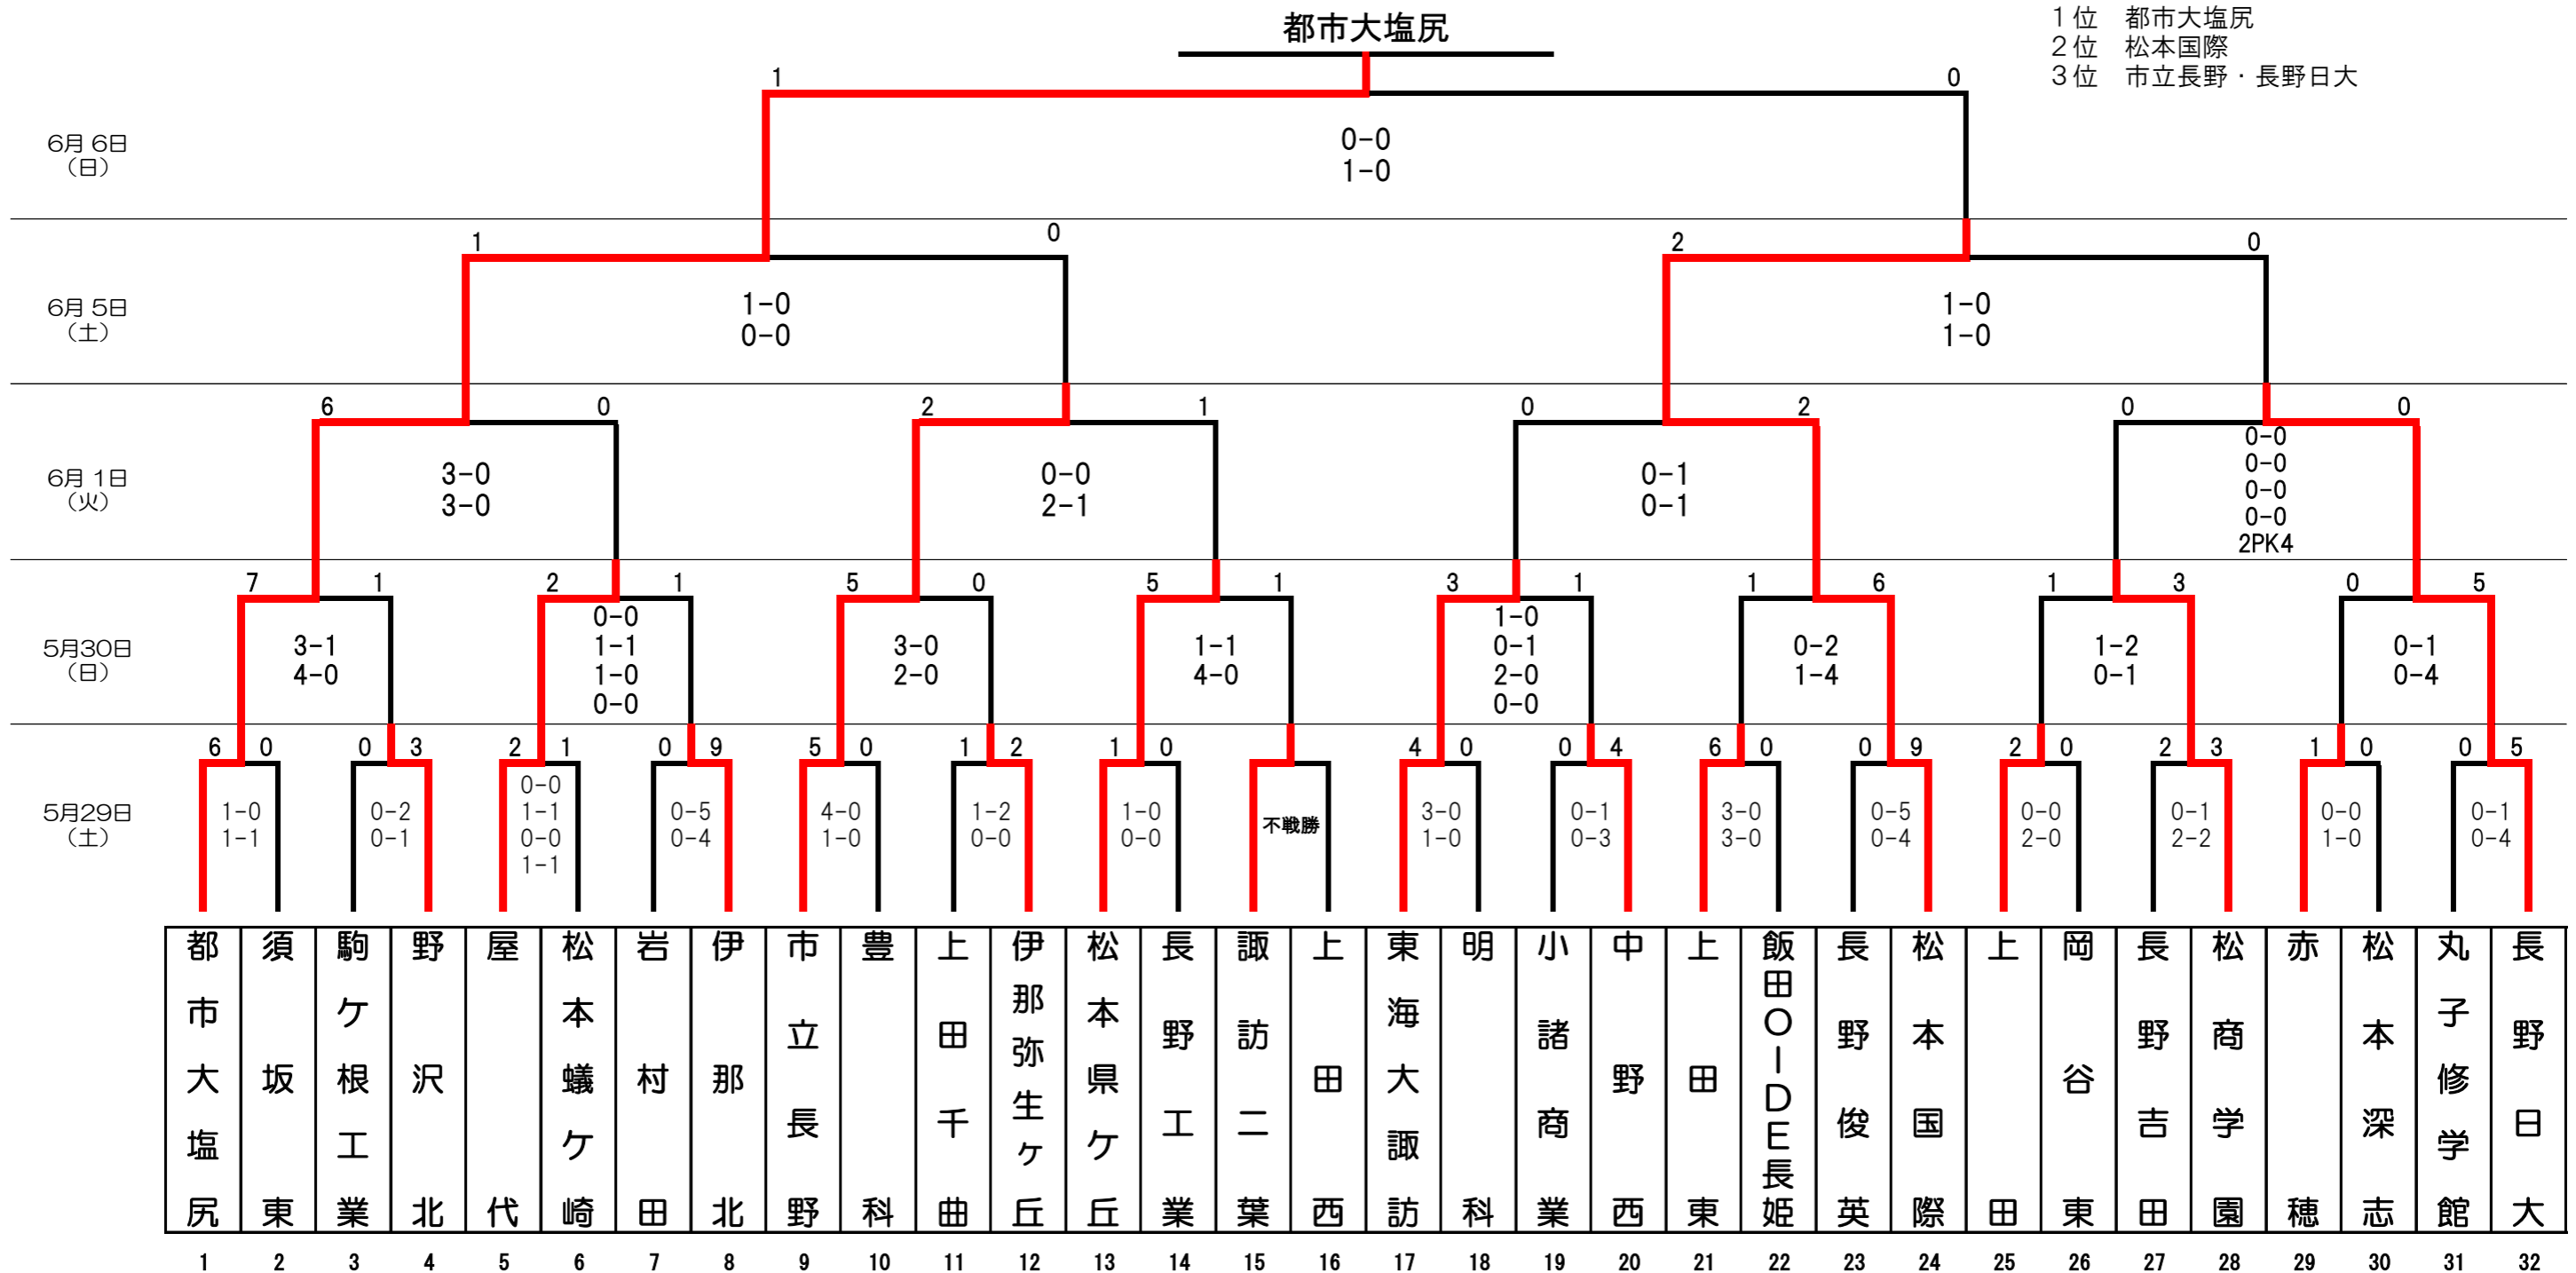 都市大塩尻
1位 都市大塩尻
2位 松本国際
3位 市立長野・長野日大
1 0
6月 6日
（日）
0-0
1-0
1 0 2 0
6月 5日
（土）
1-0 1-0
0-0 1-0
6 0 2 1 0 2 0 0
6月 1日
（火）
3-0
3-0
0-0
2-1
0-1
0-1
0-0
0-0
0-0
0-0
2PK4
7 1 2 1 5 0 5 1 3 1 1 6 1 3 0 5
5月30日
（日）
3-1
4-0
0-0
1-1
1-0
0-0
3-0
2-0
1-1
4-0
1-0
0-1
2-0
0-0
0-2
1-4
1-2
0-1
0-1
0-4
6 0 0 3 2 1 0 9 5 0 1 2 1 0 4 0 0 4 6 0 0 9 2 0 2 3 1 0 0 5
5月29日
（土）
1-0
1-1
0-2
0-1
0-0
1-1
0-0
1-1
0-5
0-4
4-0
1-0
1-2
0-0
1-0
0-0
不戦勝
3-0
1-0
0-1
0-3
3-0
3-0
0-5
0-4
0-0
2-0
0-1
2-2
0-0
1-0
0-1
0-4
都市大塩尻
須坂東
駒ケ根工業
野沢北
屋代
松本蟻ケ崎
岩村田
伊那北
市立長野
豊科
上田千曲
伊那弥生ヶ丘
松本県ケ丘
長野工業
諏訪二葉
上田西
東海大諏訪
明科
小諸商業
中野西
上田東
飯田OIDE長姫
長野俊英
松本国際
上田
岡谷東
長野吉田
松商学園
赤穂
松本深志
丸子修学館
長野日大
1 2 3 4 5 6 7 8 9 10 11 12 13 14 15 16 17 18 19 20 21 22 23 24 25 26 27 28 29 30 31 32